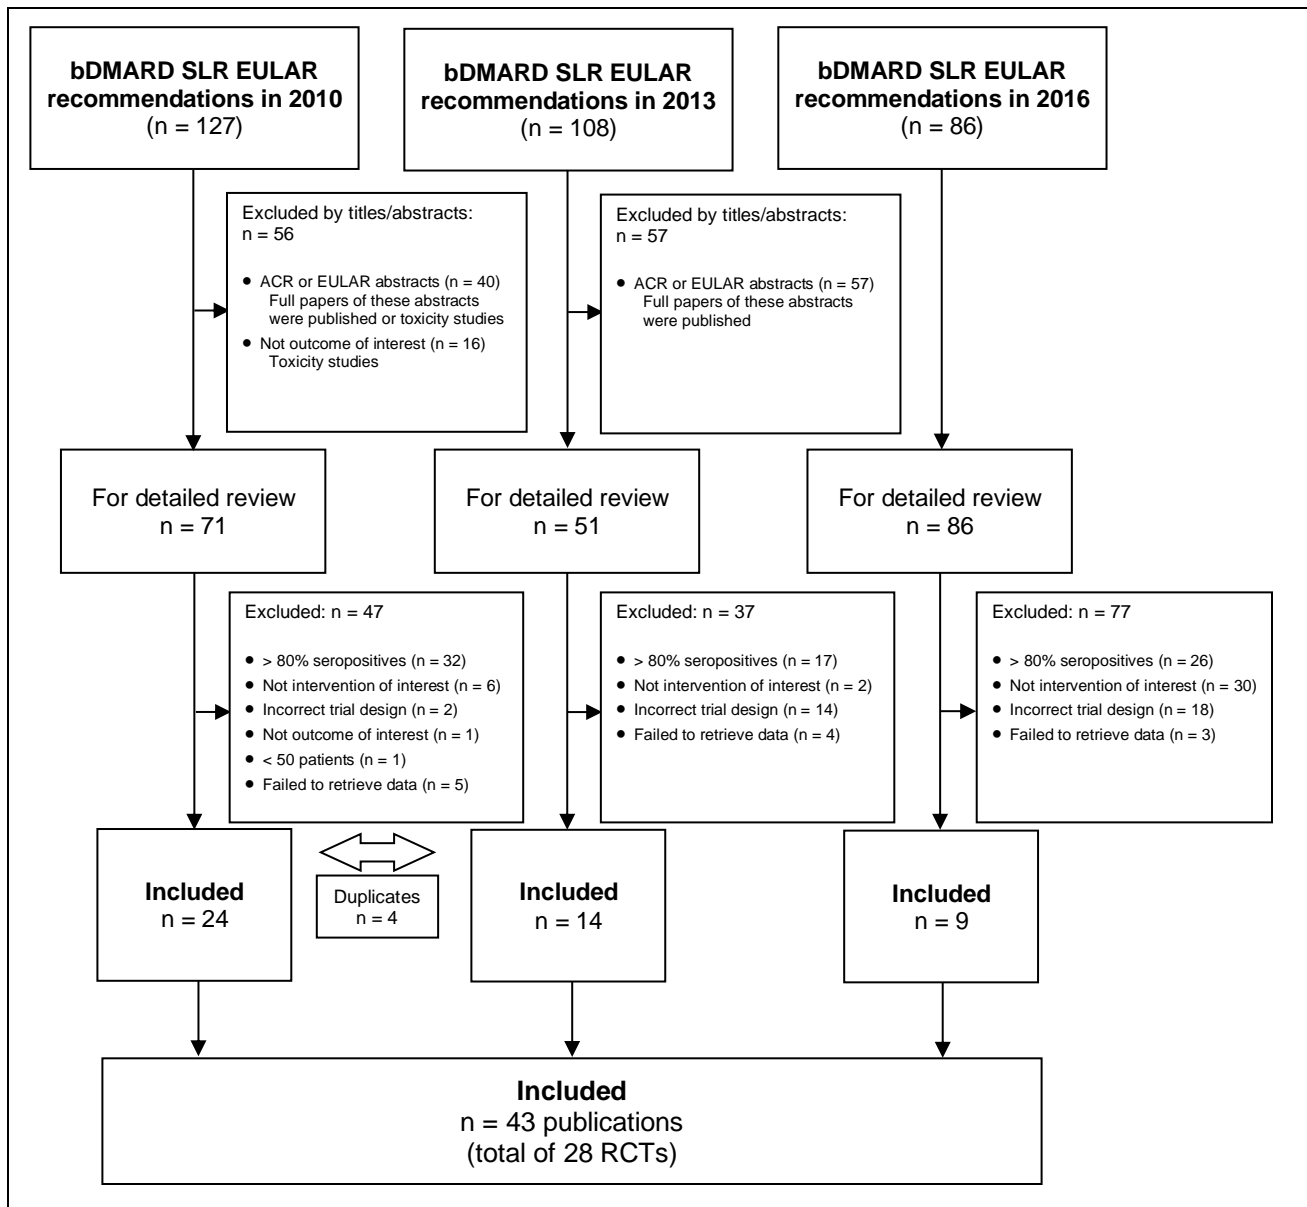 bDMARD SLR EULAR
recommendations in 2010
(n = 127)
bDMARD SLR EULAR
recommendations in 2013
(n = 108)
bDMARD SLR EULAR
recommendations in 2016
(n = 86)
Excluded by titles/abstracts:
n = 56
• ACR or EULAR abstracts (n = 40)
Full papers of these abstracts
were published or toxicity studies
• Not outcome of interest (n = 16)
Toxicity studies
Excluded by titles/abstracts:
n = 57
• ACR or EULAR abstracts (n = 57)
Full papers of these abstracts
were published
For detailed review
n = 71
For detailed review
n = 51
For detailed review
n = 86
Excluded: n = 47
• > 80% seropositives (n = 32)
• Not intervention of interest (n = 6)
• Incorrect trial design (n = 2)
• Not outcome of interest (n = 1)
• < 50 patients (n = 1)
• Failed to retrieve data (n = 5)
Excluded: n = 37
• > 80% seropositives (n = 17)
• Not intervention of interest (n = 2)
• Incorrect trial design (n = 14)
• Failed to retrieve data (n = 4)
Excluded: n = 77
• > 80% seropositives (n = 26)
• Not intervention of interest (n = 30)
• Incorrect trial design (n = 18)
• Failed to retrieve data (n = 3)
Included
n = 24
Duplicates
n = 4
Included
n = 14
Included
n = 9
Included
n = 43 publications
(total of 28 RCTs)